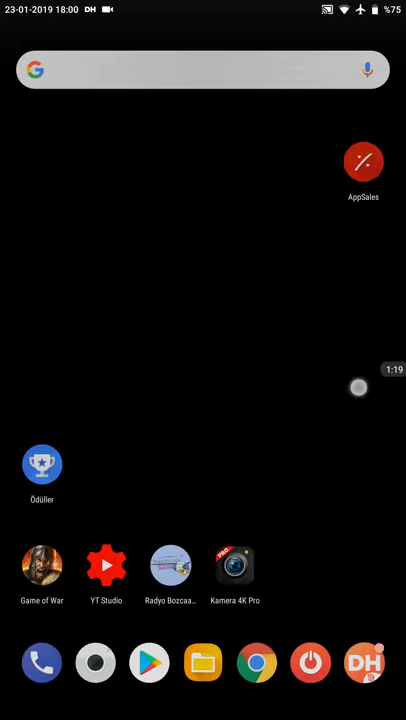 23-01-2019 18:00 DH %75
AppSales
1:19
Ödüller
PRO
Game of War YT Studio Radyo Bozcaa... Kamera 4K Pro
DH